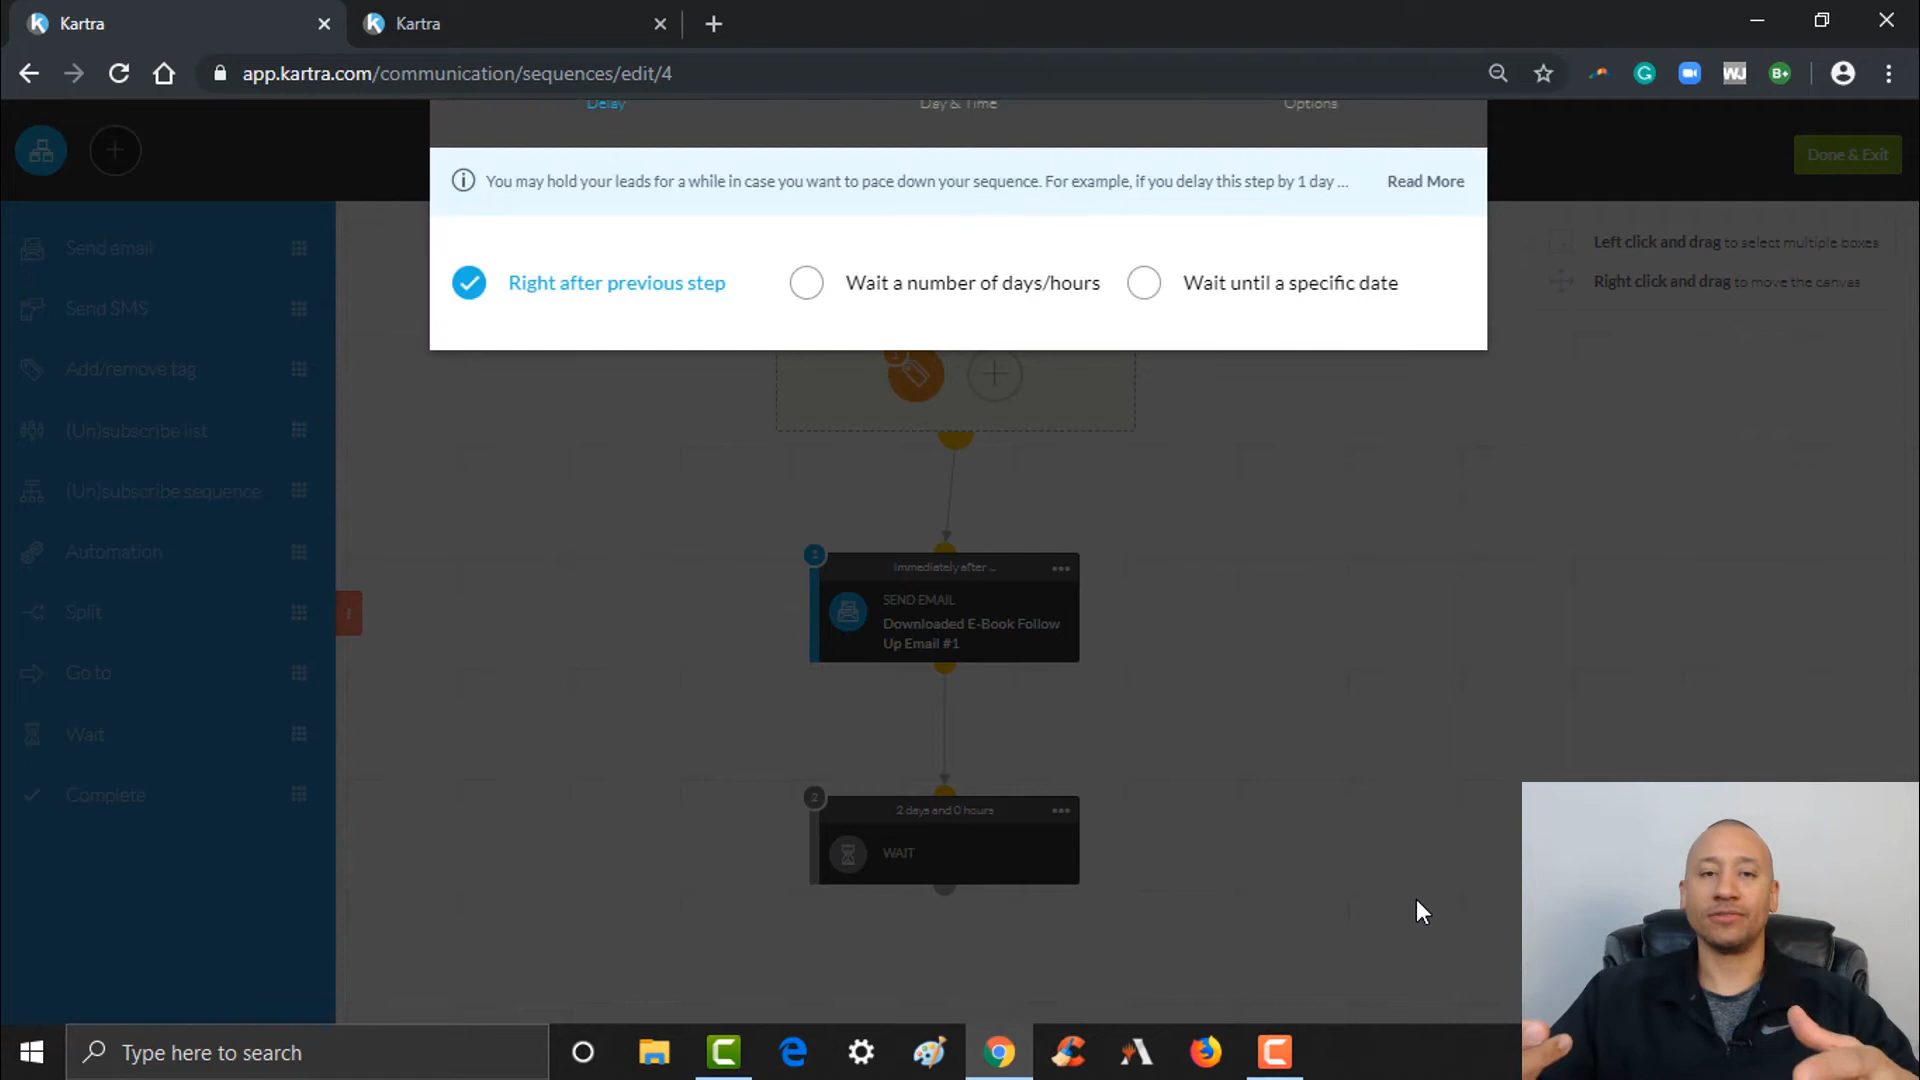 Kartra
Kartra
app.kartra.com/communication/sequences/edit/4
Delay
Day & Time
Options
Done & Exit
You may hold your leads for a while in case you want to pace down your sequence. For example, if you delay this step by 1 day ...
Read More
Right after previous step
Wait a number of days/hours
Wait until a specific date
Left click and drag to select multiple boxes
Right click and drag to move the canvas
Send email
Send SMS
Add/remove tag
(Un)subscribe list
(Un)subscribe sequence
Automation
Split
Go to
Wait
Complete
1
Immediately after ...
SEND EMAIL
Downloaded E-Book Follow
Up Email #1
2
2 days and 0 hours
WAIT
Type here to search